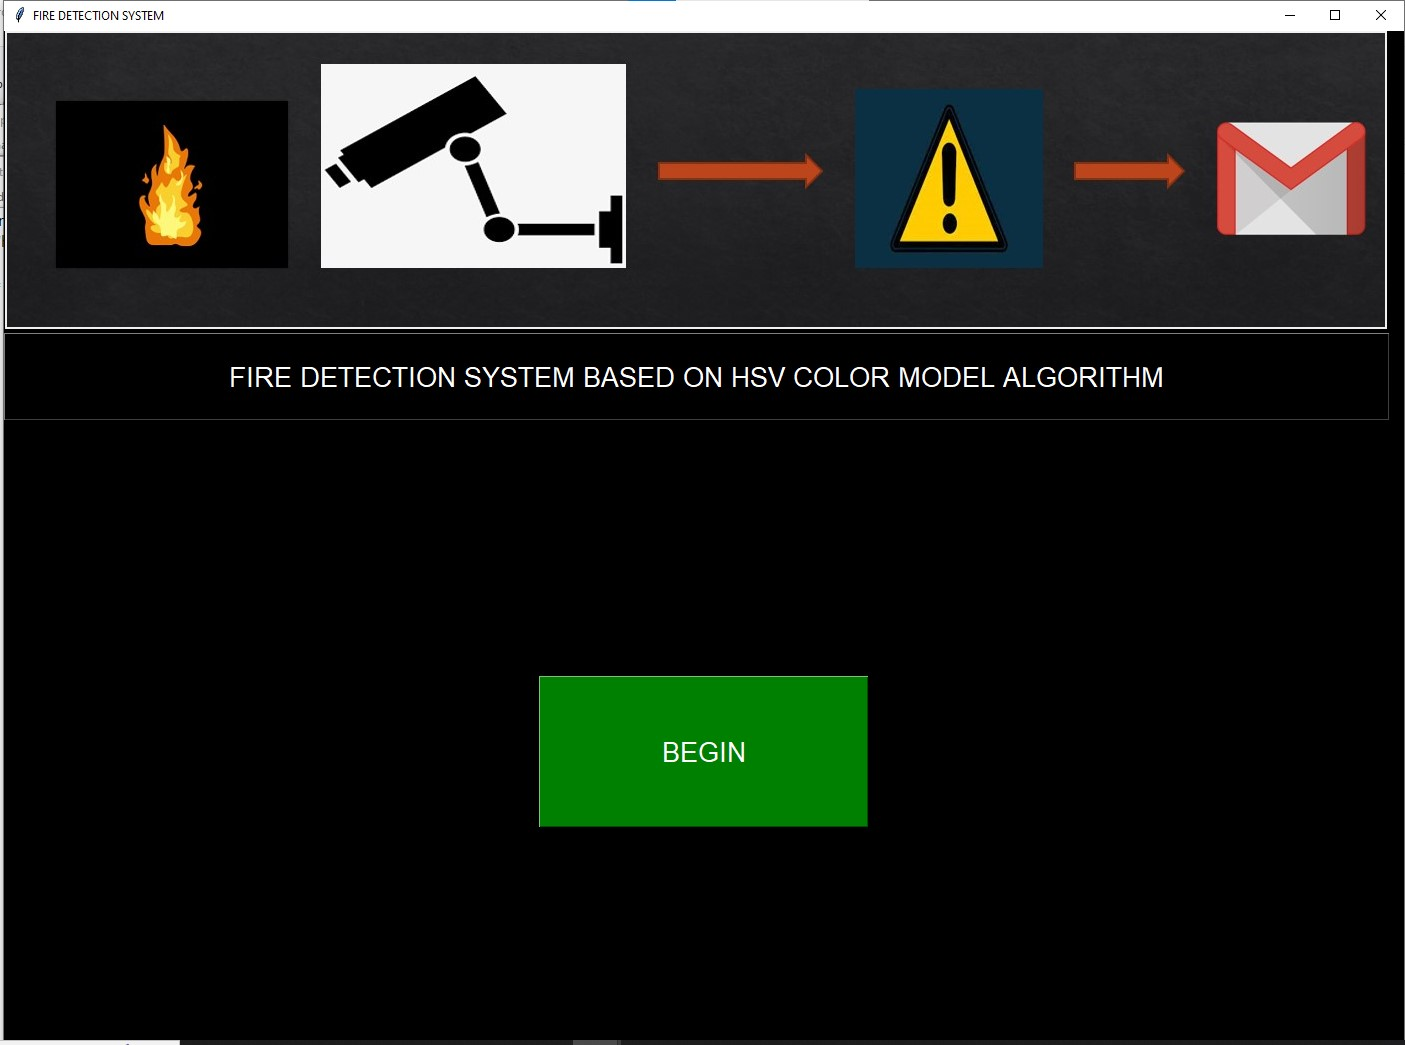 FIRE DETECTION SYSTEM
FIRE DETECTION SYSTEM BASED ON HSV COLOR MODEL ALGORITHM
BEGIN